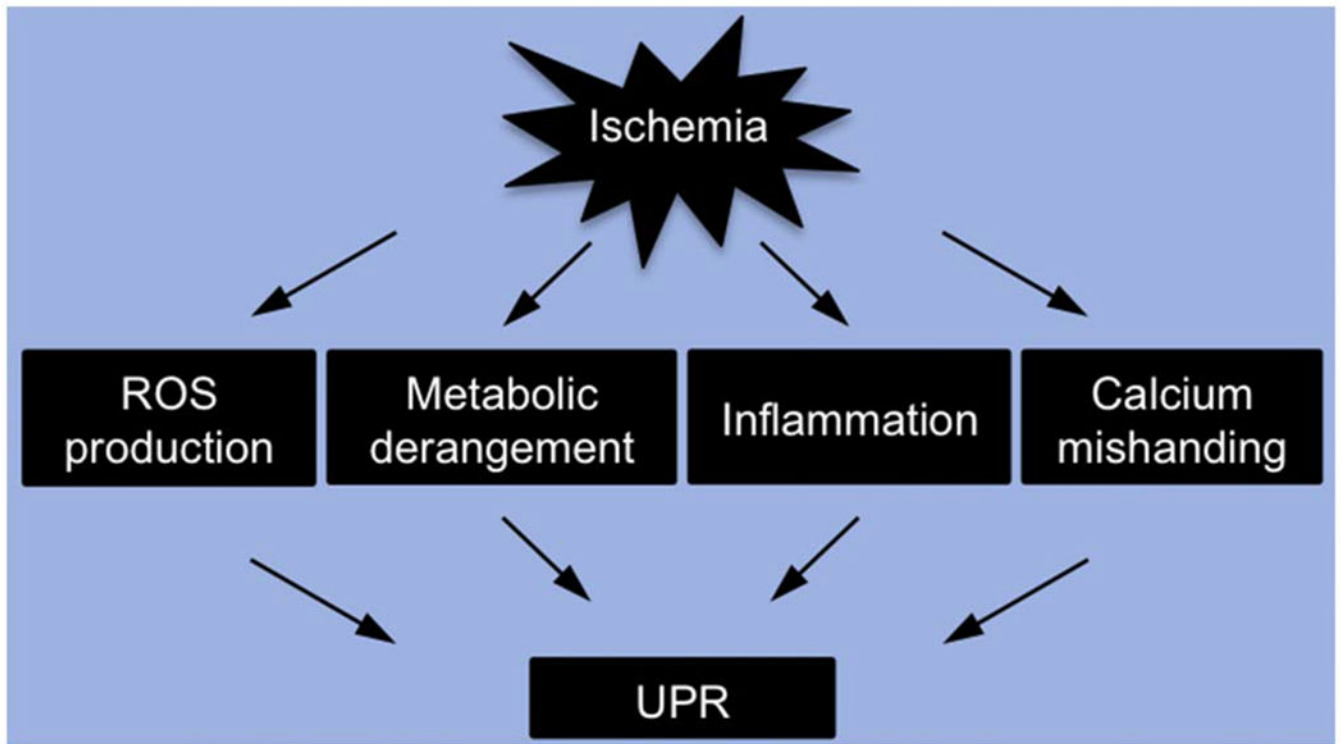 Ischemia
ROS
production
Metabolic
derangement
Inflammation
Calcium
mishanding
UPR